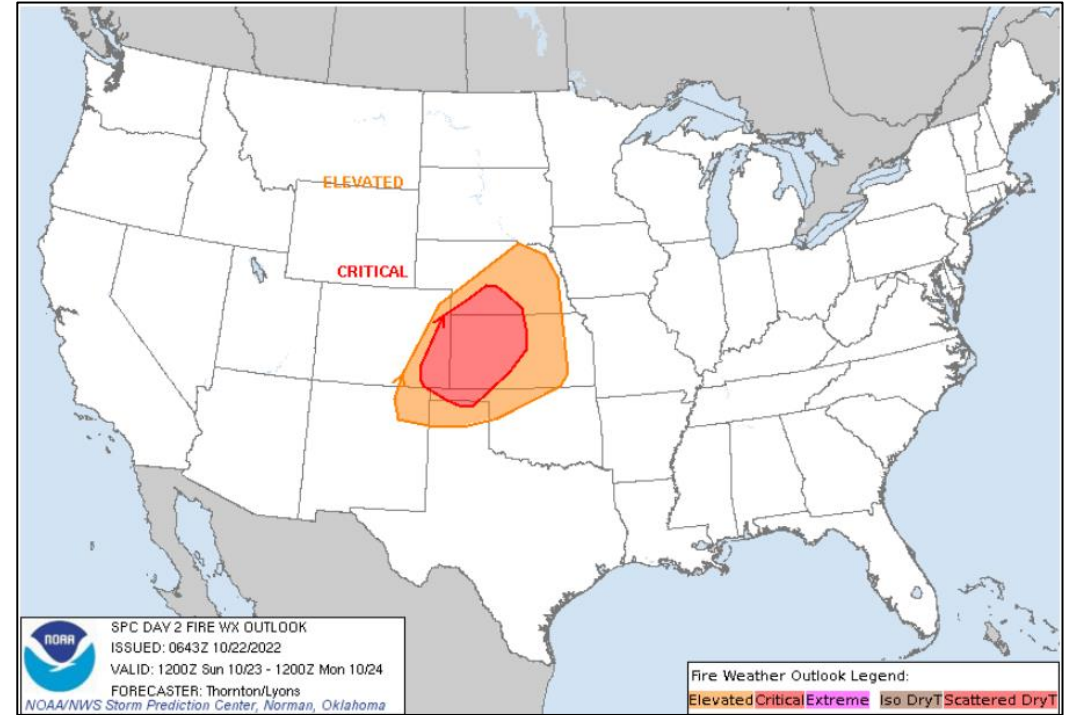 ELEVATED
CRITICAL
NOAA
SPC DAY 2 FIRE WX OUTLOOK
ISSUED: 0643Z 10/22/2022
VALID: 1200Z Sun 10/23 - 1200Z Mon 10/24
FORECASTER: Thornton/Lyons
NOAA/NWS Storm Prediction Center, Norman, Oklahoma
Fire Weather Outlook Legend:
Elevated Critical Extreme Iso DryT Scattered DryT